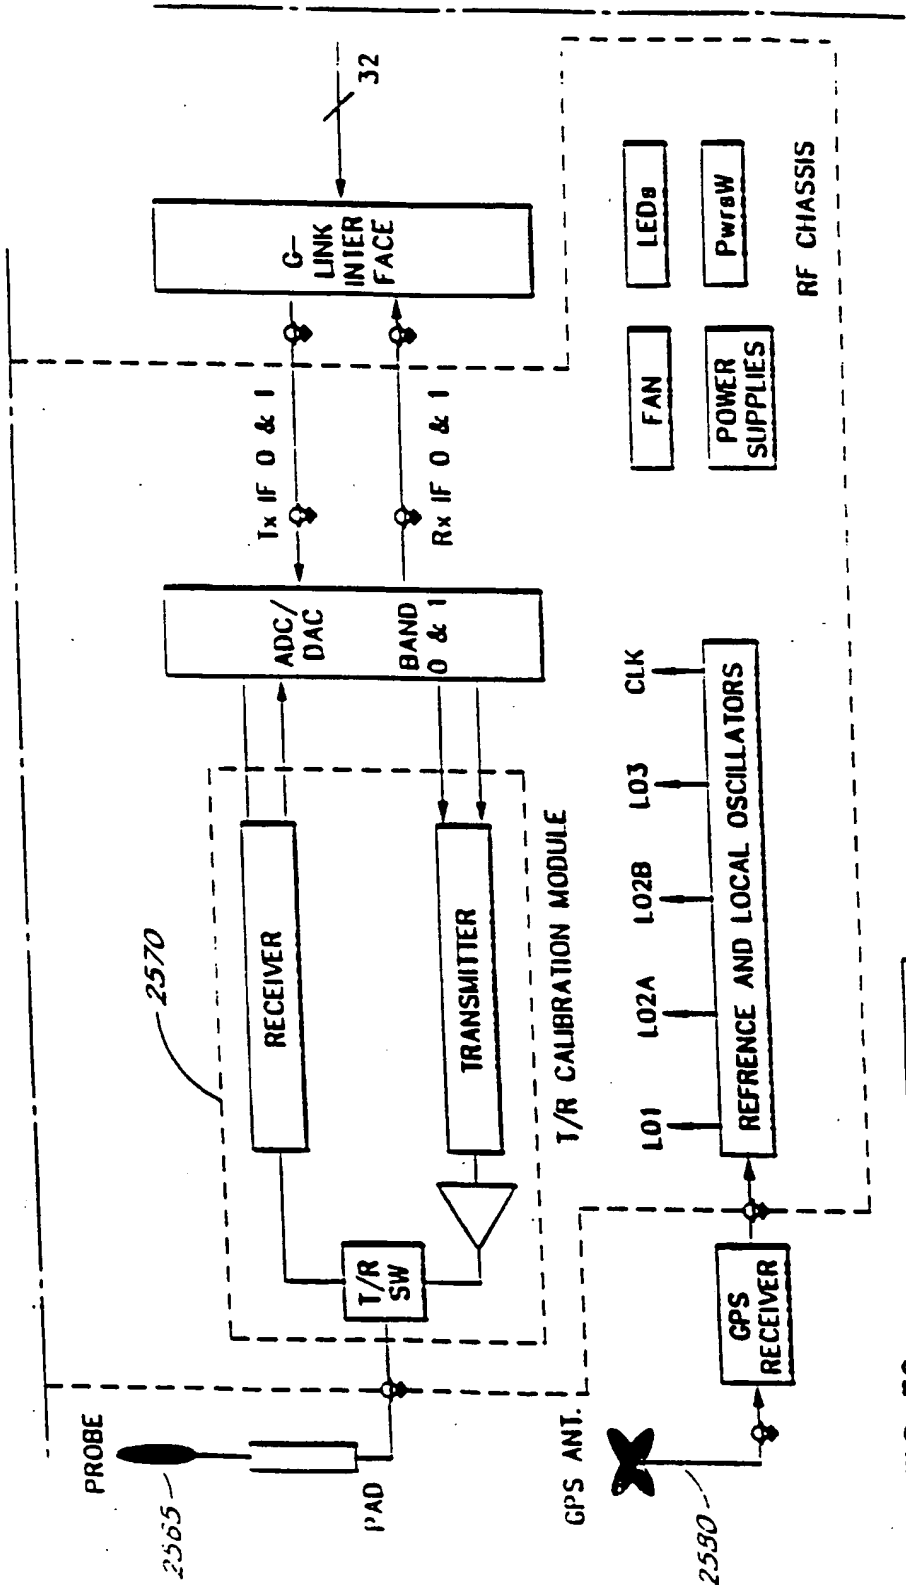 PROBE
2565
PAD
2570
T/R
SW
RECEIVER
TRANSMITTER
T/R CALIBRATION MODULE
ADC/
DAC
BAND
0 & 1
Tx IF 0 & 1
Rx IF 0 & 1
G-
LINK
INTER
FACE
32
GPS ANT.
2580
GPS
RECEIVER
LO1
LO2A
LO2B
LO3
CLK
REFRENCE AND LOCAL OSCILLATORS
FAN
LEDs
POWER
SUPPLIES
PwrsW
RF CHASSIS